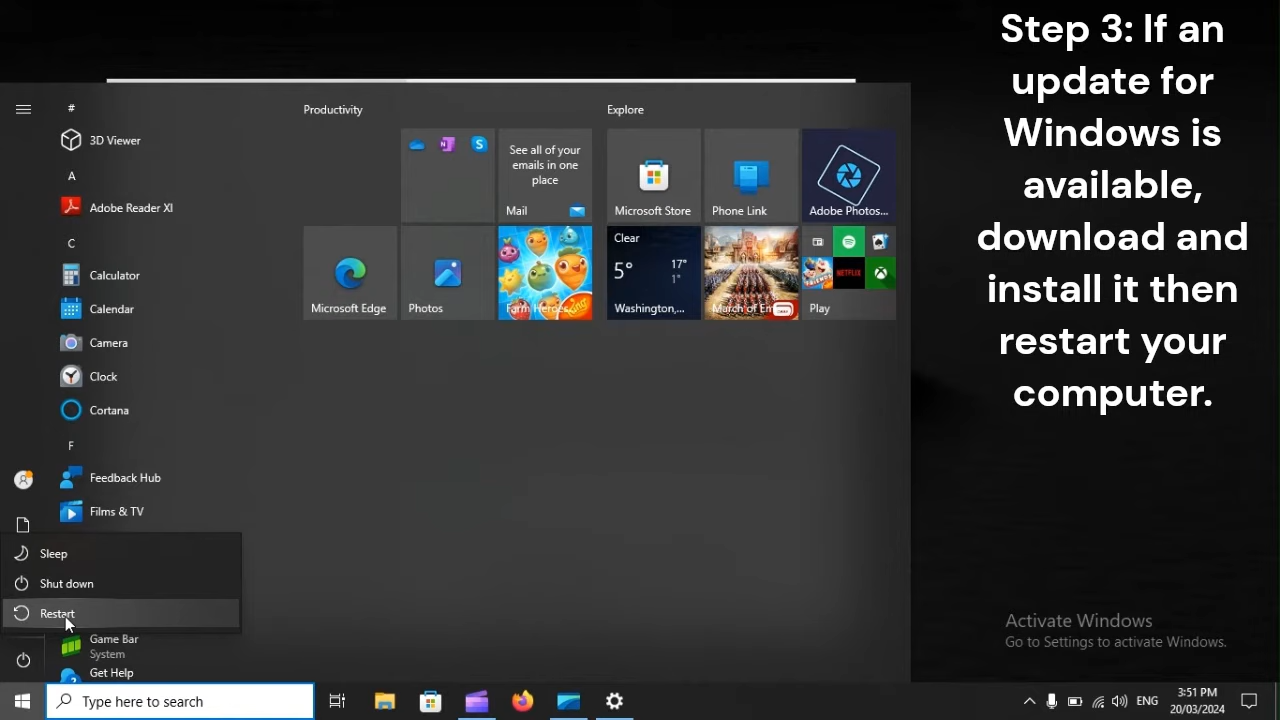 Step 3: If an
update for
Windows is
available,
download and
install it then
restart your
computer.
#
3D Viewer
A
Adobe Reader XI
C
Calculator
Calendar
Camera
Clock
Cortana
F
Feedback Hub
Films & TV
Sleep
Shut down
Restart
Game Bar
System
Get Help
Productivity
See all of your
emails in one
place
Mail
Microsoft Edge
Photos
Explore
Microsoft Store
Phone Link
Adobe Photos...
Clear
5°
17°
1°
Washington,...
Play
NETFLIX
Activate Windows
Go to Settings to activate Windows.
Type here to search
ENG
3:51 PM
20/03/2024